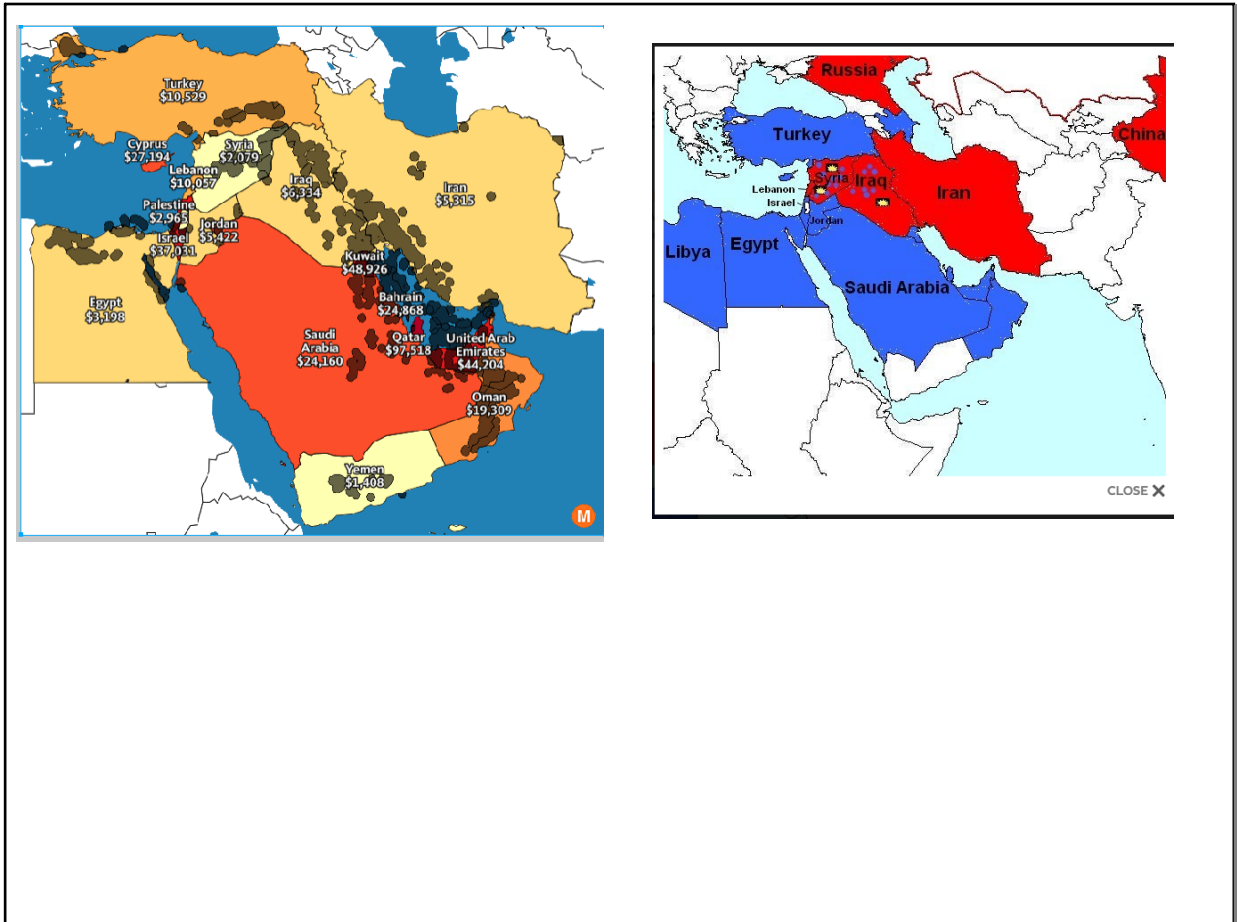 Turkey
$10,529
Cyprus
$27,194
Syria
$2,079
Lebanon
$10,057
Iraq
$6,334
Iran
$5,315
Palestine
$2,965
Jordan
$5,422
Israel
$37,031
Kuwait
$48,926
Egypt
$3,198
Bahrain
$24,868
Saudi
Arabia
$24,160
Qatar
$97,518
United Arab
Emirates
$44,204
Oman
$19,309
Yemen
$1,408
M
Russia
Turkey
China
Syria
Iraq
Iran
Lebanon
Israel
Jordan
Libya
Egypt
Saudi Arabia
CLOSE X